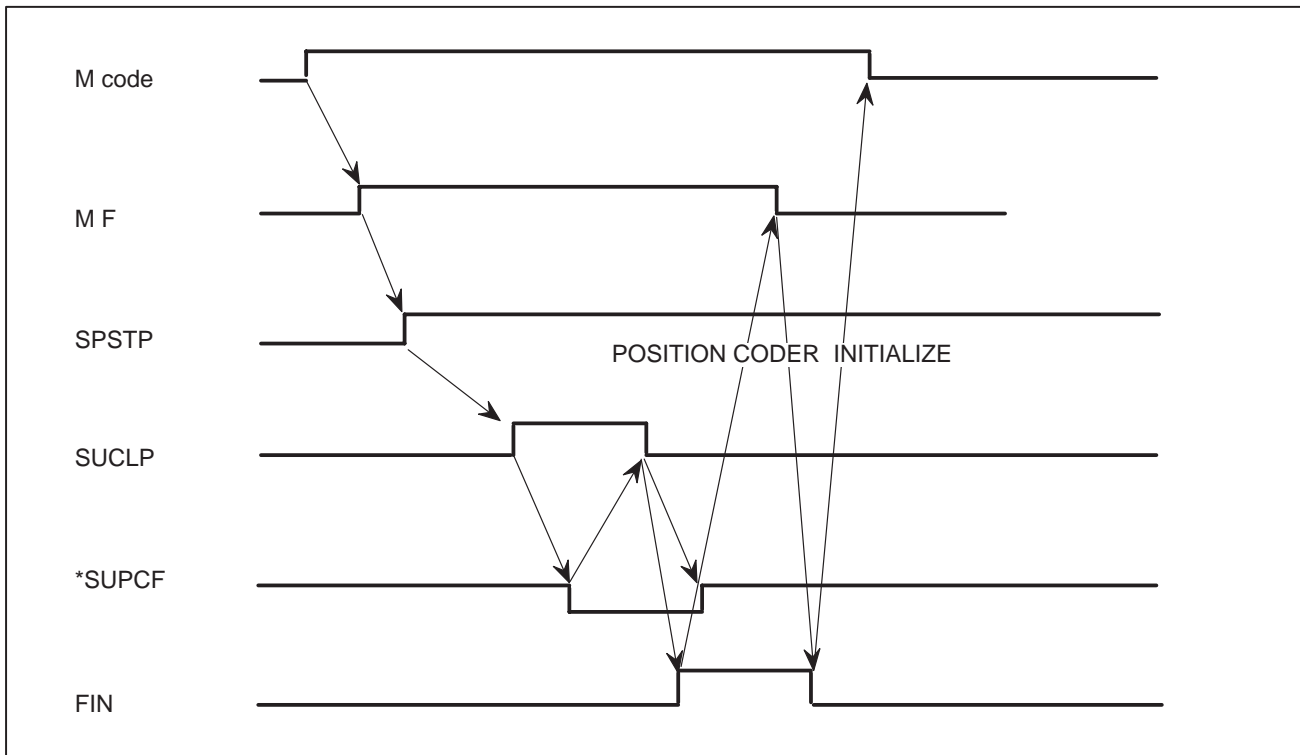 M code
M F
SPSTP
POSITION CODER INITIALIZE
SUCLP
*SUPCF
FIN